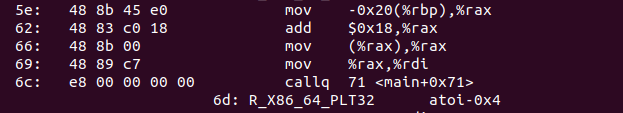 5e: 48 8b 45 e0 mov -0x20(%rbp),%rax
62: 48 83 c0 18 add $0x18,%rax
66: 48 8b 00 mov (%rax),%rax
69: 48 89 c7 mov %rax,%rdi
6c: e8 00 00 00 00 callq 71 <main+0x71>
6d: R_X86_64_PLT32 atoi-0x4